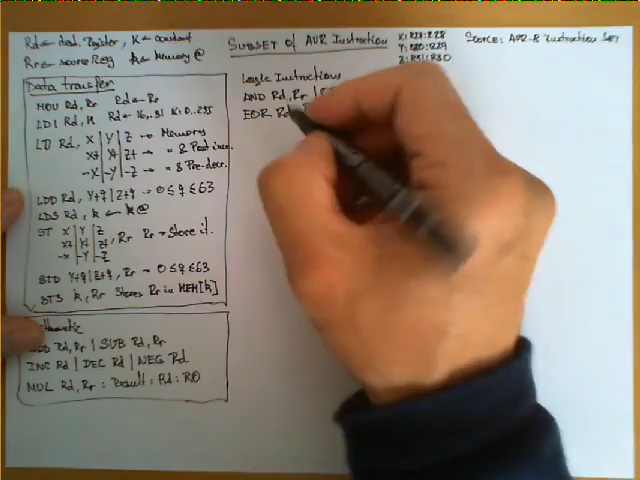 Rd ← dest. Register, K ← constant
Rr ← source Reg k ← Memory @
SUBSET of AVR Instruction
X: R27:R28
Y: R28:R29
Z: R31:R30
Source: AVR-8 Instruction Set
Data transfer
MOV Rd, Rr Rd ← Rr
LDI Rd, K Rd ← 16..31 K: 0..255
LD Rd, X | Y | Z → Memory
X+ | Y+ | Z+ → " & Post incr.
-X | -Y | -Z → " & Pre-decr.
LDD Rd, Y+q | Z+q → 0 ≤ q ≤ 63
LDS Rd, k ← k@
ST X | Y | Z
X+ | Y+ | Z+ , Rr Rr → Store it.
-X | -Y | -Z
STD Y+q | Z+q, Rr → 0 ≤ q ≤ 63
STS k, Rr Stores Rr in MEM[k]
thmetic
ADD Rd, Rr | SUB Rd, Rr
INC Rd | DEC Rd | NEG Rd
MUL Rd, Rr : Result : R1 : R0
Logic Instructions
AND Rd, Rr |
EOR Rd